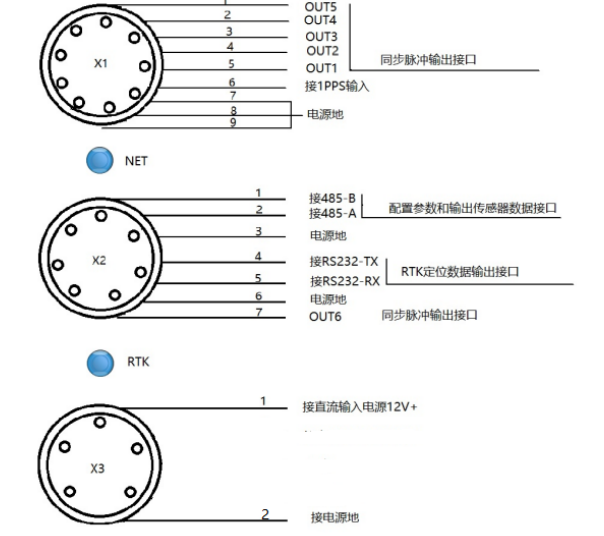 1 OUT5
2 OUT4
3 OUT3
4 OUT2
5 OUT1
同步脉冲输出接口
X1
6 接1PPS输入
7
8 电源地
9
NET
1 接485-B
2 接485-A
配置参数和输出传感器数据接口
3 电源地
X2
4 接RS232-TX
5 接RS232-RX
RTK定位数据输出接口
6 电源地
7 OUT6 同步脉冲输出接口
RTK
1 接直流输入电源12V+
X3
2 接电源地